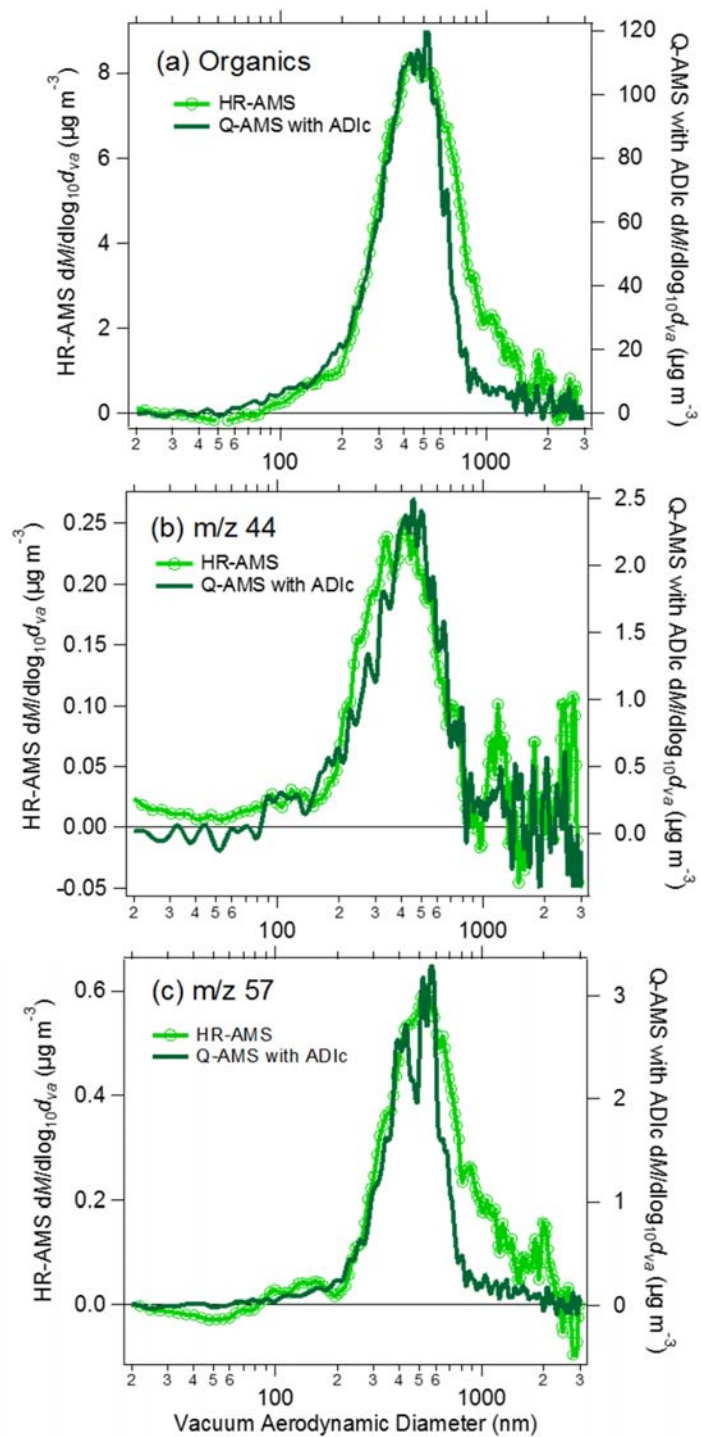 (a) Organics
HR-AMS
Q-AMS with ADIc
HR-AMS dM/dlog₁₀dva (µg m⁻³)
8
6
4
2
0
Q-AMS with ADIc dM/dlog₁₀dva (µg m⁻³)
120
100
80
60
40
20
0
2 3 4 5 6 100 2 3 4 5 6 1000 2 3
(b) m/z 44
HR-AMS
Q-AMS with ADIc
HR-AMS dM/dlog₁₀dva (µg m⁻³)
0.25
0.20
0.15
0.10
0.05
0.00
-0.05
Q-AMS with ADIc dM/dlog₁₀dva (µg m⁻³)
2.5
2.0
1.5
1.0
0.5
0.0
2 3 4 5 6 100 2 3 4 5 6 1000 2 3
(c) m/z 57
HR-AMS
Q-AMS with ADIc
HR-AMS dM/dlog₁₀dva (µg m⁻³)
0.6
0.4
0.2
0.0
Q-AMS with ADIc dM/dlog₁₀dva (µg m⁻³)
3
2
1
0
2 3 4 5 6 100 2 3 4 5 6 1000 2 3
Vacuum Aerodynamic Diameter (nm)